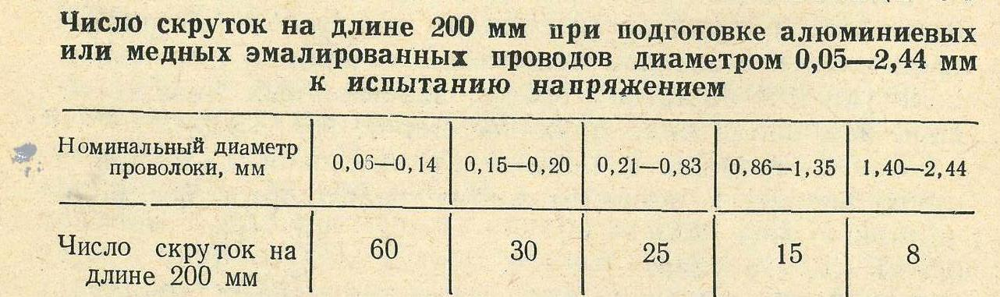 Число скруток на длине 200 мм при подготовке алюминиевых
или медных эмалированных проводов диаметром 0,05—2,44 мм
к испытанию напряжением
Номинальный диаметр
проволоки, мм
0,06—0,14 0,15—0,20 0,21—0,83 0,86—1,35 1,40—2,44
Число скруток на
длине 200 мм
60 30 25 15 8